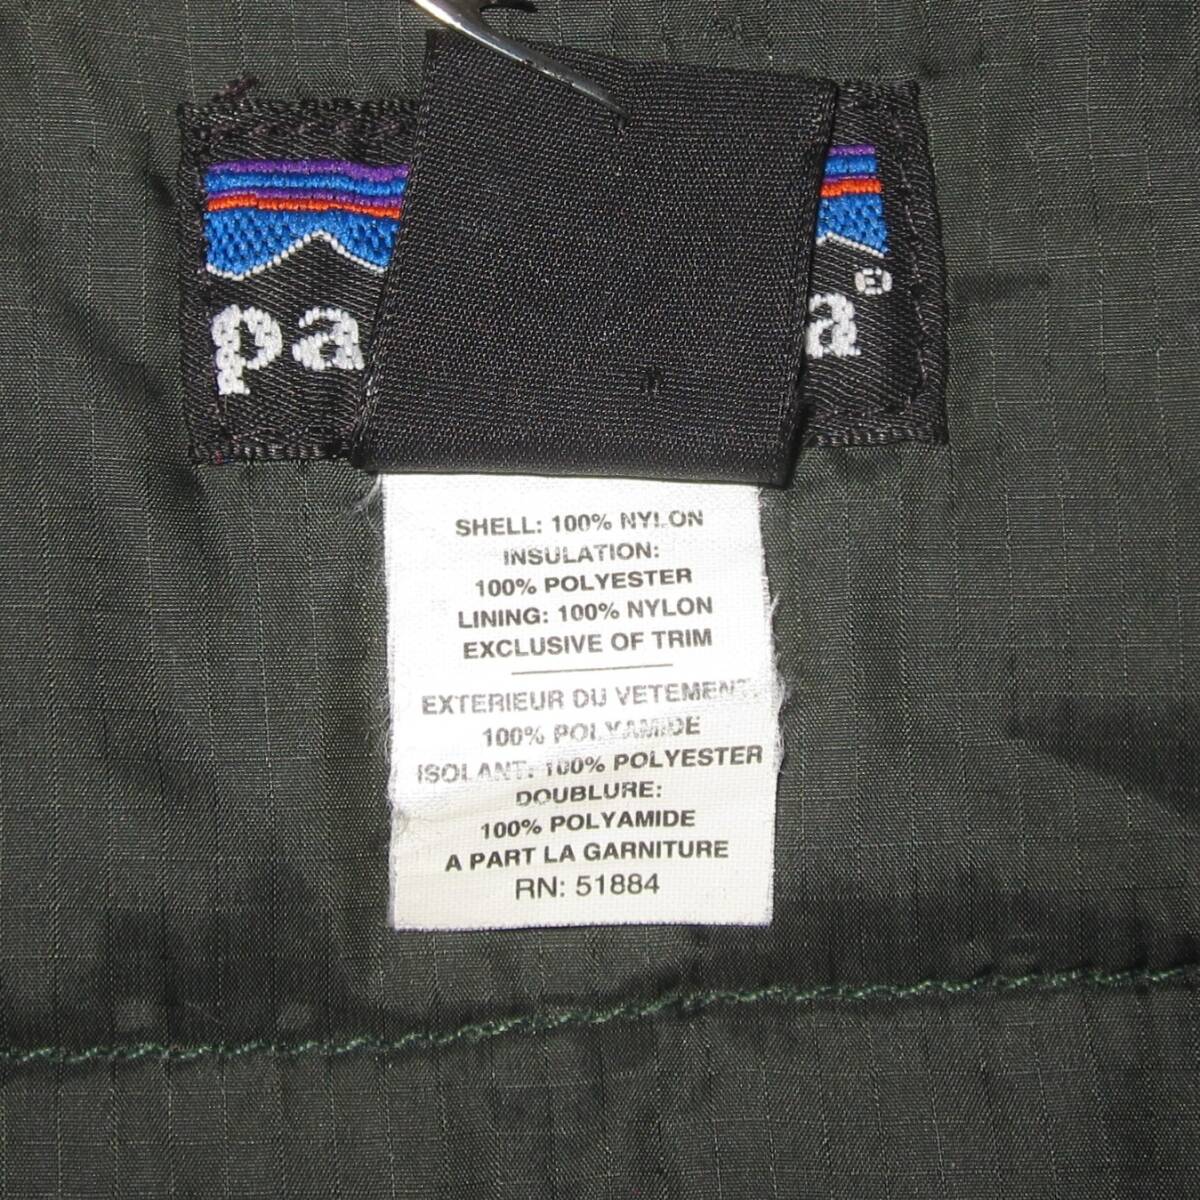 pa a®
SHELL: 100% NYLON
INSULATION:
100% POLYESTER
LINING: 100% NYLON
EXCLUSIVE OF TRIM
EXTERIEUR DU VETEMENT:
100% POLYAMIDE
ISOLANT: 100% POLYESTER
DOUBLURE:
100% POLYAMIDE
A PART LA GARNITURE
RN: 51884